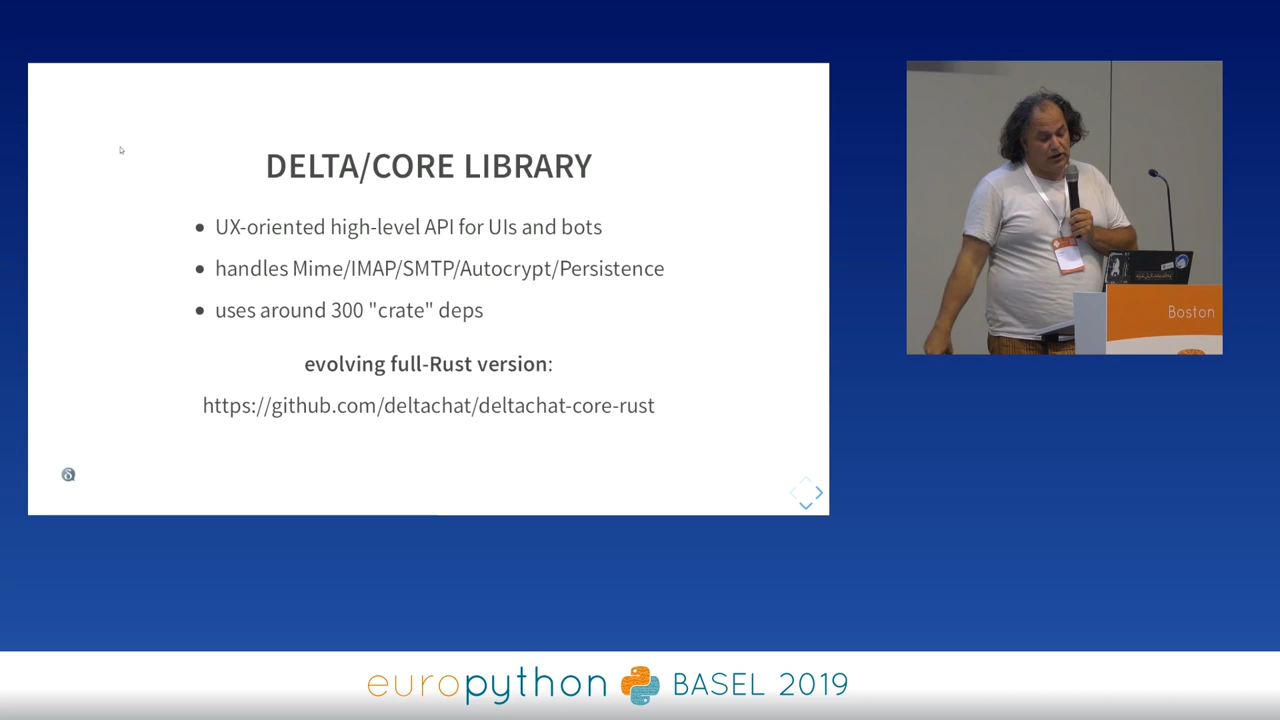 DELTA/CORE LIBRARY
UX-oriented high-level API for UIs and bots
handles Mime/IMAP/SMTP/Autocrypt/Persistence
uses around 300 "crate" deps
evolving full-Rust version:
https://github.com/deltachat/deltachat-core-rust
Boston
europython BASEL 2019